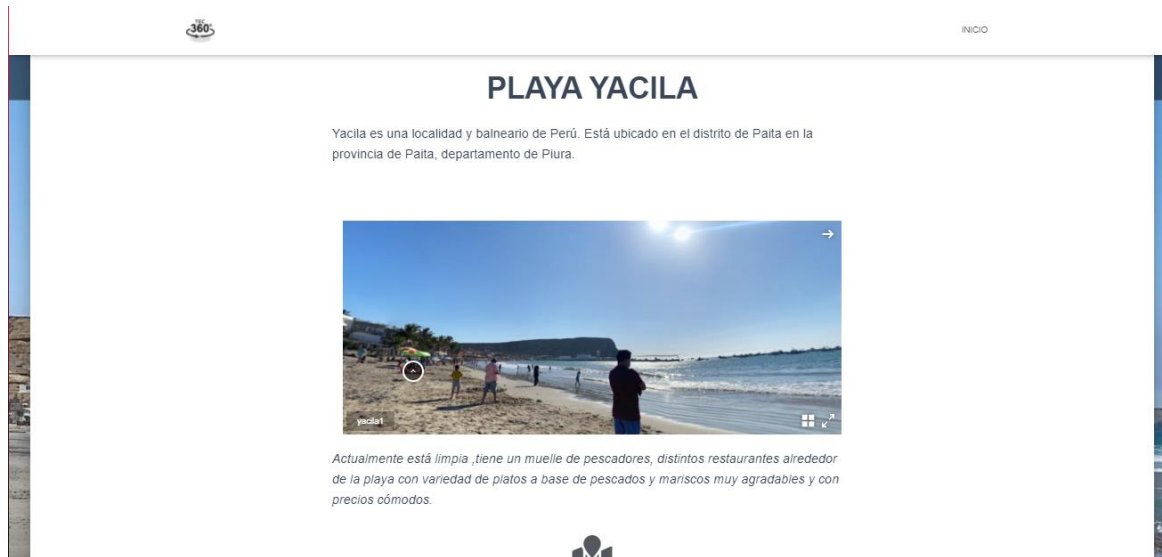 TEC
360°
INICIO
PLAYA YACILA
Yacila es una localidad y balneario de Perú. Está ubicado en el distrito de Paita en la
provincia de Paita, departamento de Piura.
yacila1
Actualmente está limpia ,tiene un muelle de pescadores, distintos restaurantes alrededor
de la playa con variedad de platos a base de pescados y mariscos muy agradables y con
precios cómodos.